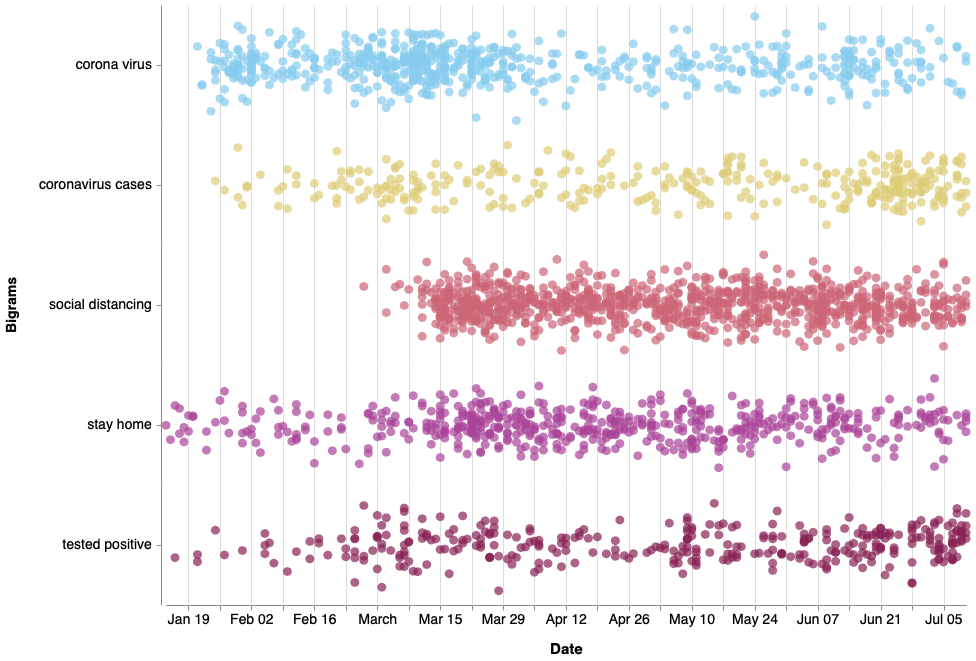 corona virus
coronavirus cases
social distancing
stay home
tested positive
Bigrams
Jan 19 Feb 02 Feb 16 March Mar 15 Mar 29 Apr 12 Apr 26 May 10 May 24 Jun 07 Jun 21 Jul 05
Date